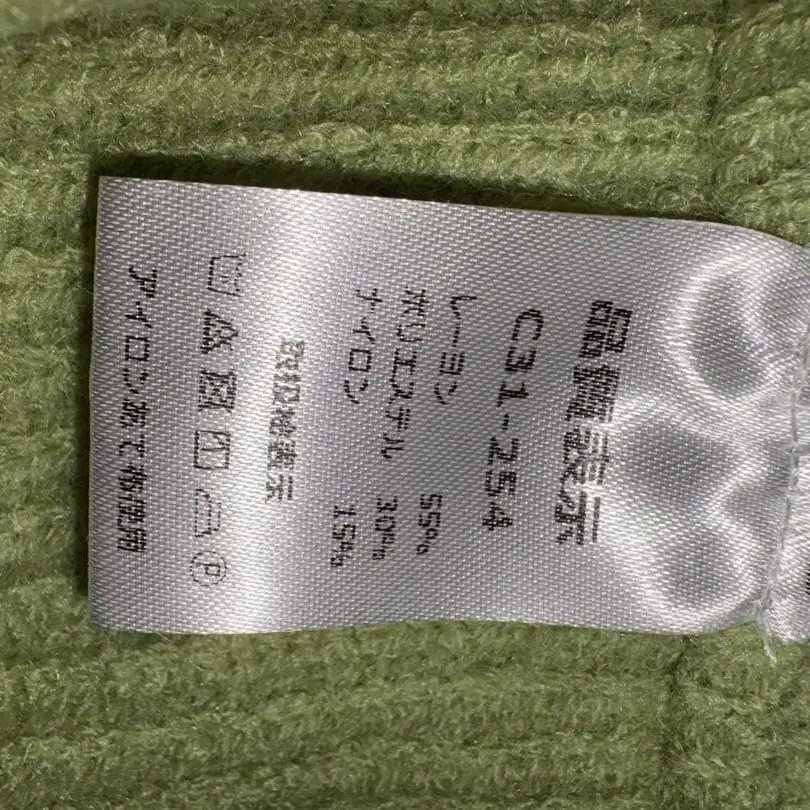 品質表示
C31-254
レーヨン 55%
ポリエステル 30%
ナイロン 15%
取扱絵表示
P
アイロンあて布使用